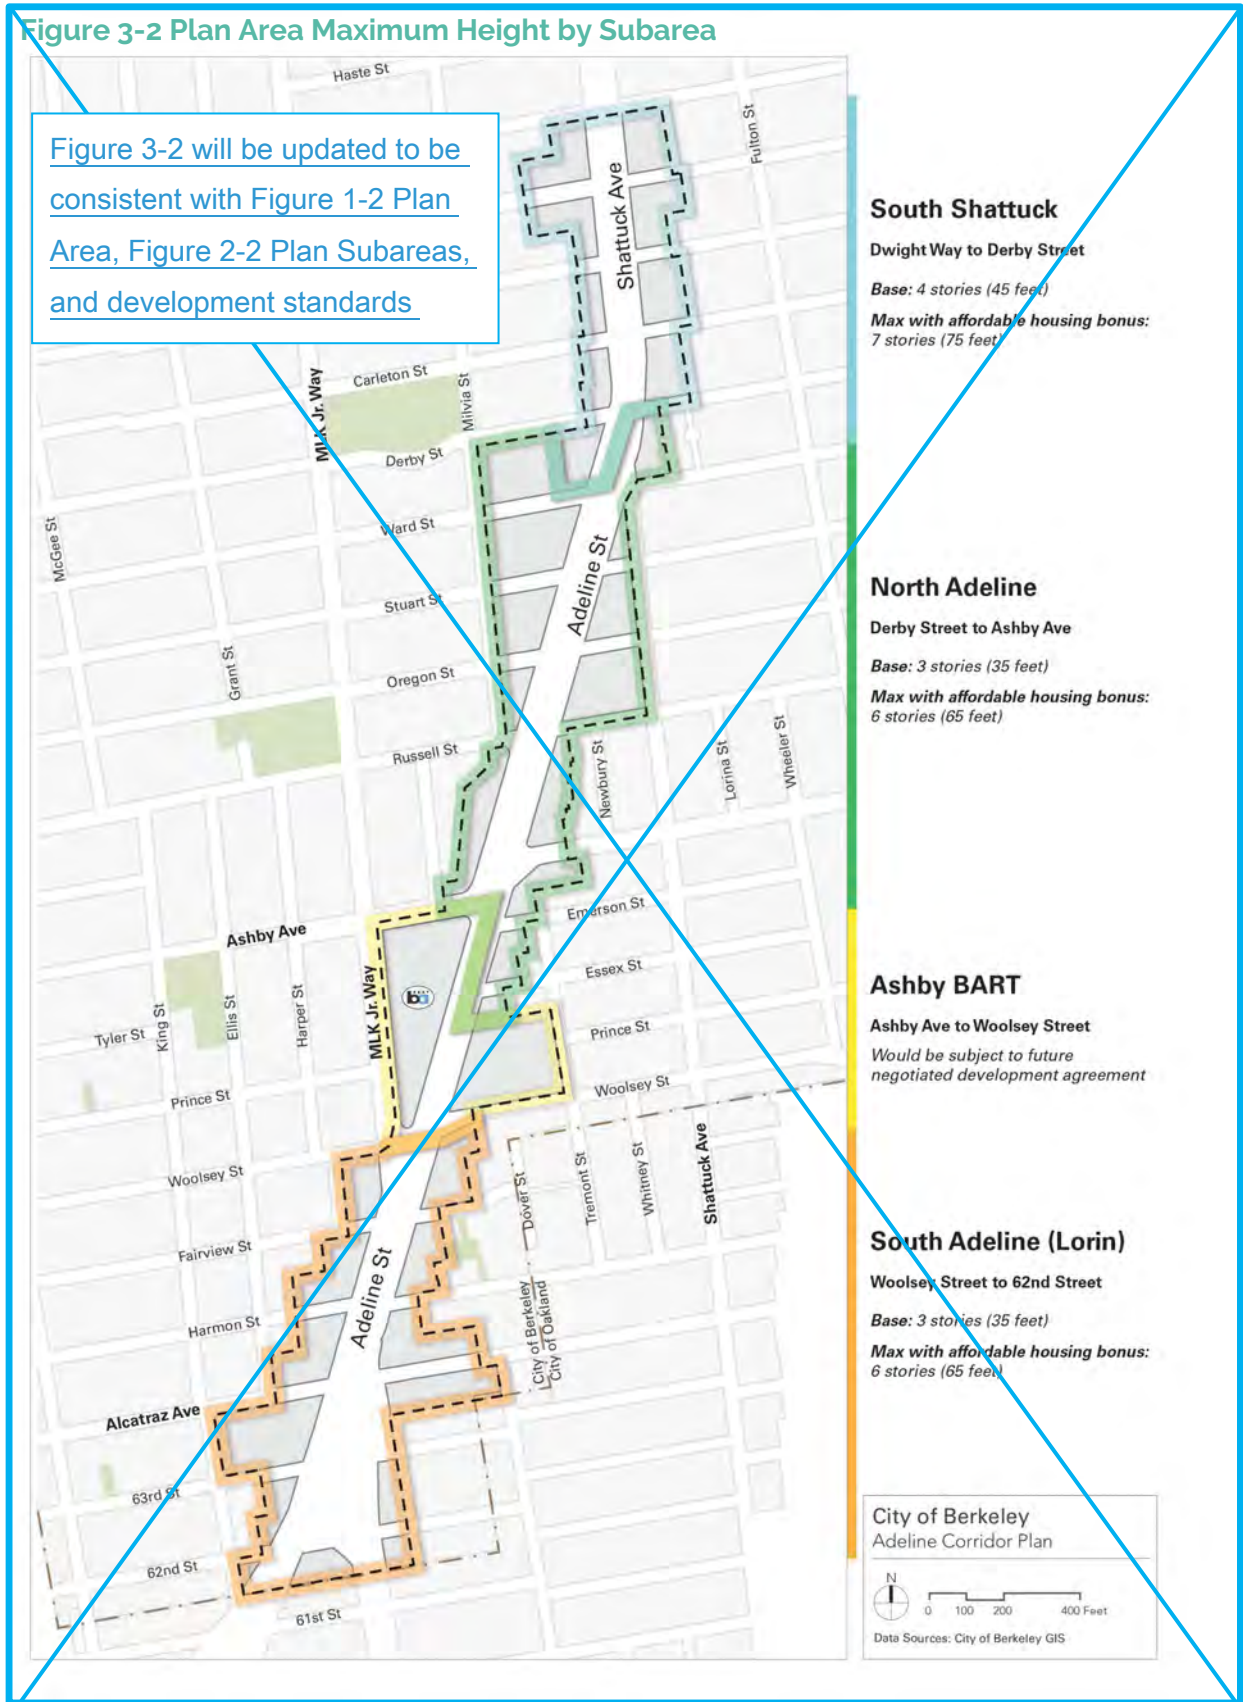 Figure 3-2 Plan Area Maximum Height by Subarea
Figure 3-2 will be updated to be
consistent with Figure 1-2 Plan
Area, Figure 2-2 Plan Subareas,
and development standards
Haste St
Fulton St
Shattuck Ave
Carleton St
Milvia St
MLK Jr. Way
Derby St
McGee St
Ward St
Adeline St
Stuart St
Grant St
Oregon St
Russell St
Newbury St
Lorina St
Wheeler St
Emerson St
Ashby Ave
Essex St
MLK Jr. Way
ba
King St
Ellis St
Harper St
Tyler St
Prince St
Prince St
Woolsey St
Woolsey St
Dover St
Tremont St
Whitney St
Shattuck Ave
Fairview St
Adeline St
City of Berkeley
City of Oakland
Harmon St
Alcatraz Ave
63rd St
62nd St
61st St
South Shattuck
Dwight Way to Derby Street
Base: 4 stories (45 feet)
Max with affordable housing bonus:
7 stories (75 feet)
North Adeline
Derby Street to Ashby Ave
Base: 3 stories (35 feet)
Max with affordable housing bonus:
6 stories (65 feet)
Ashby BART
Ashby Ave to Woolsey Street
Would be subject to future
negotiated development agreement
South Adeline (Lorin)
Woolsey Street to 62nd Street
Base: 3 stories (35 feet)
Max with affordable housing bonus:
6 stories (65 feet)
City of Berkeley
Adeline Corridor Plan
N
0 100 200 400 Feet
Data Sources: City of Berkeley GIS